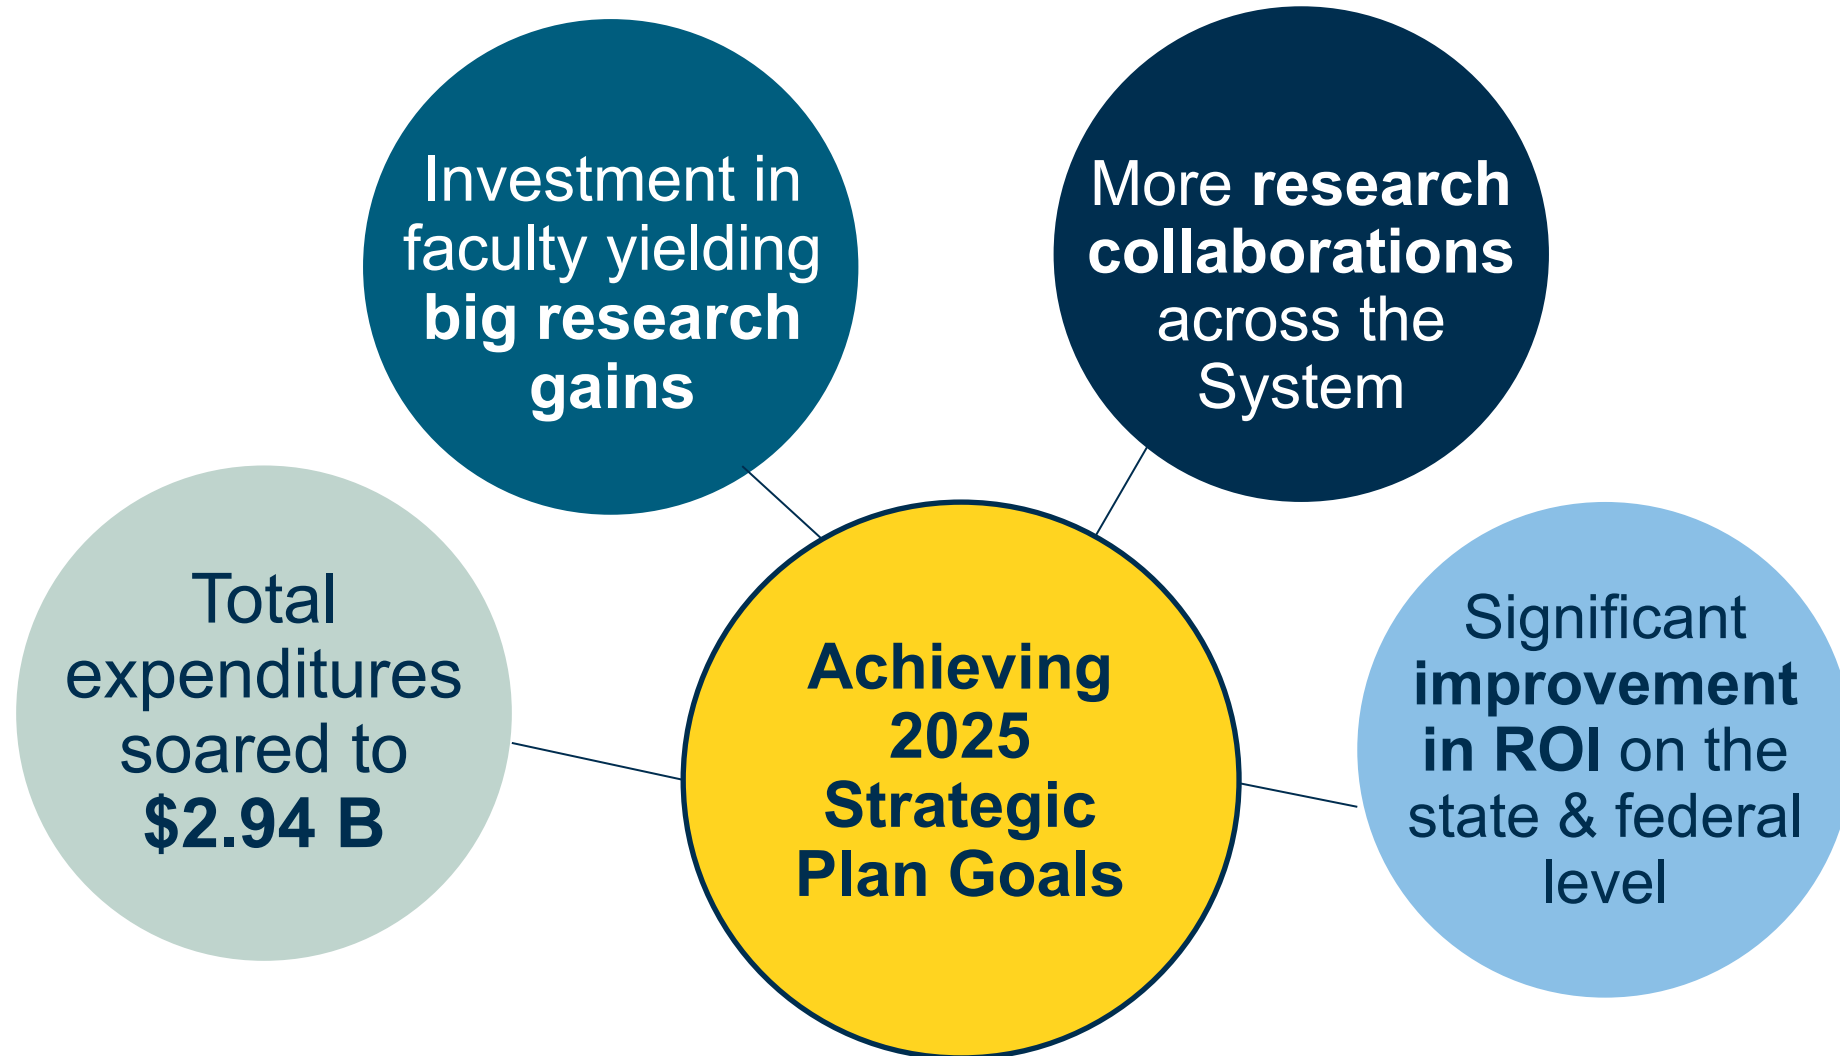 Investment in
faculty yielding
big research
gains
More research
collaborations
across the
System
Total
expenditures
soared to
$2.94 B
Achieving
2025
Strategic
Plan Goals
Significant
improvement
in ROI on the
state & federal
level